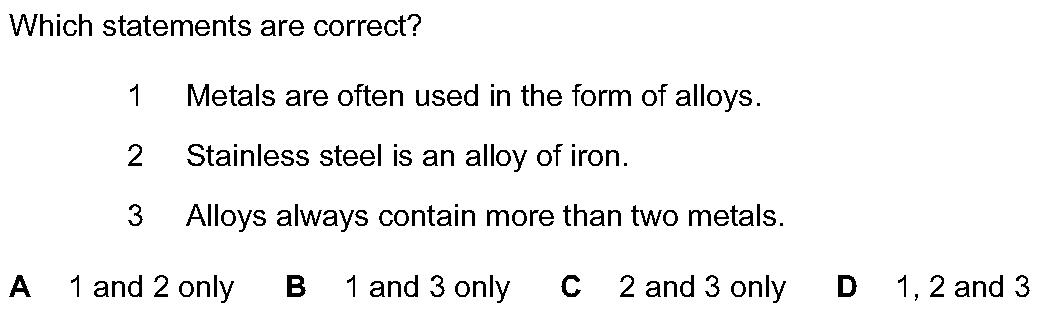 Which statements are correct?
1 Metals are often used in the form of alloys.
2 Stainless steel is an alloy of iron.
3 Alloys always contain more than two metals.
A 1 and 2 only B 1 and 3 only C 2 and 3 only D 1, 2 and 3